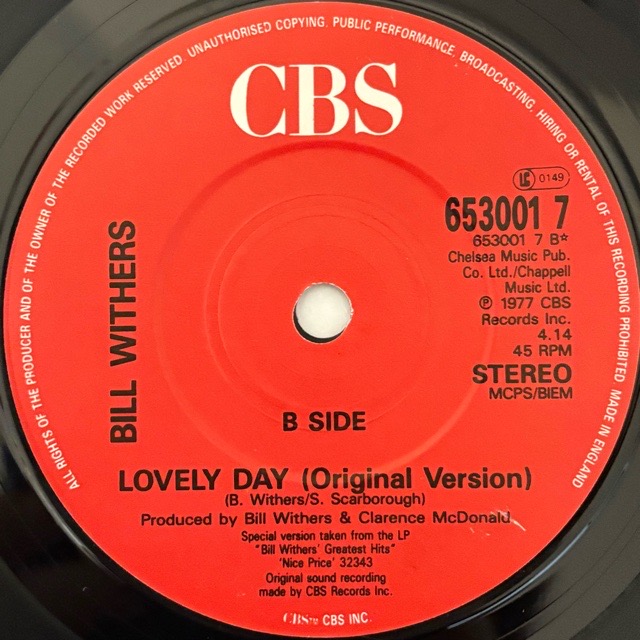 ALL RIGHTS OF THE PRODUCER AND OF THE OWNER OF THE RECORDED WORK RESERVED. UNAUTHORISED COPYING, PUBLIC PERFORMANCE, BROADCASTING, HIRING OR RENTAL OF THIS RECORDING PROHIBITED. MADE IN ENGLAND
CBS
LC 0149
653001 7
653001 7 B☆
Chelsea Music Pub.
Co. Ltd./Chappell
Music Ltd.
℗ 1977 CBS
Records Inc.
4.14
45 RPM
STEREO
MCPS/BIEM
BILL WITHERS
B SIDE
LOVELY DAY (Original Version)
(B. Withers/S. Scarborough)
Produced by Bill Withers & Clarence McDonald
Special version taken from the LP
"Bill Withers' Greatest Hits"
'Nice Price' 32343
Original sound recording
made by CBS Records Inc.
CBS™ CBS INC.